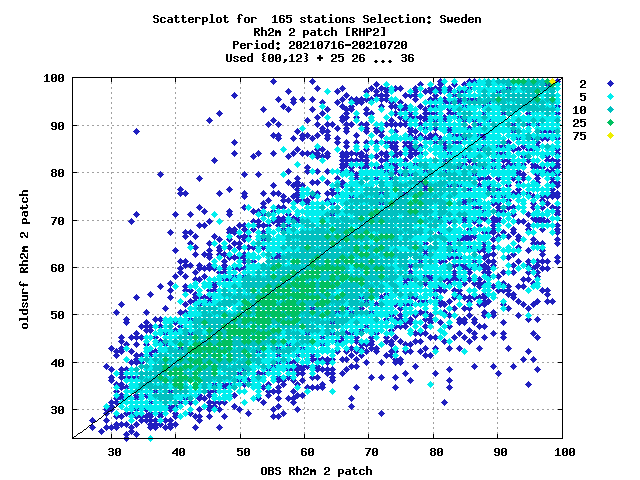 Scatterplot for 165 stations Selection: Sweden
Rh2m 2 patch [RHP2]
Period: 20210716-20210720
Used {00,12} + 25 26 ... 36
2
5
10
25
75
100
90
80
70
60
50
40
30
oldsurf Rh2m 2 patch
30 40 50 60 70 80 90 100
OBS Rh2m 2 patch